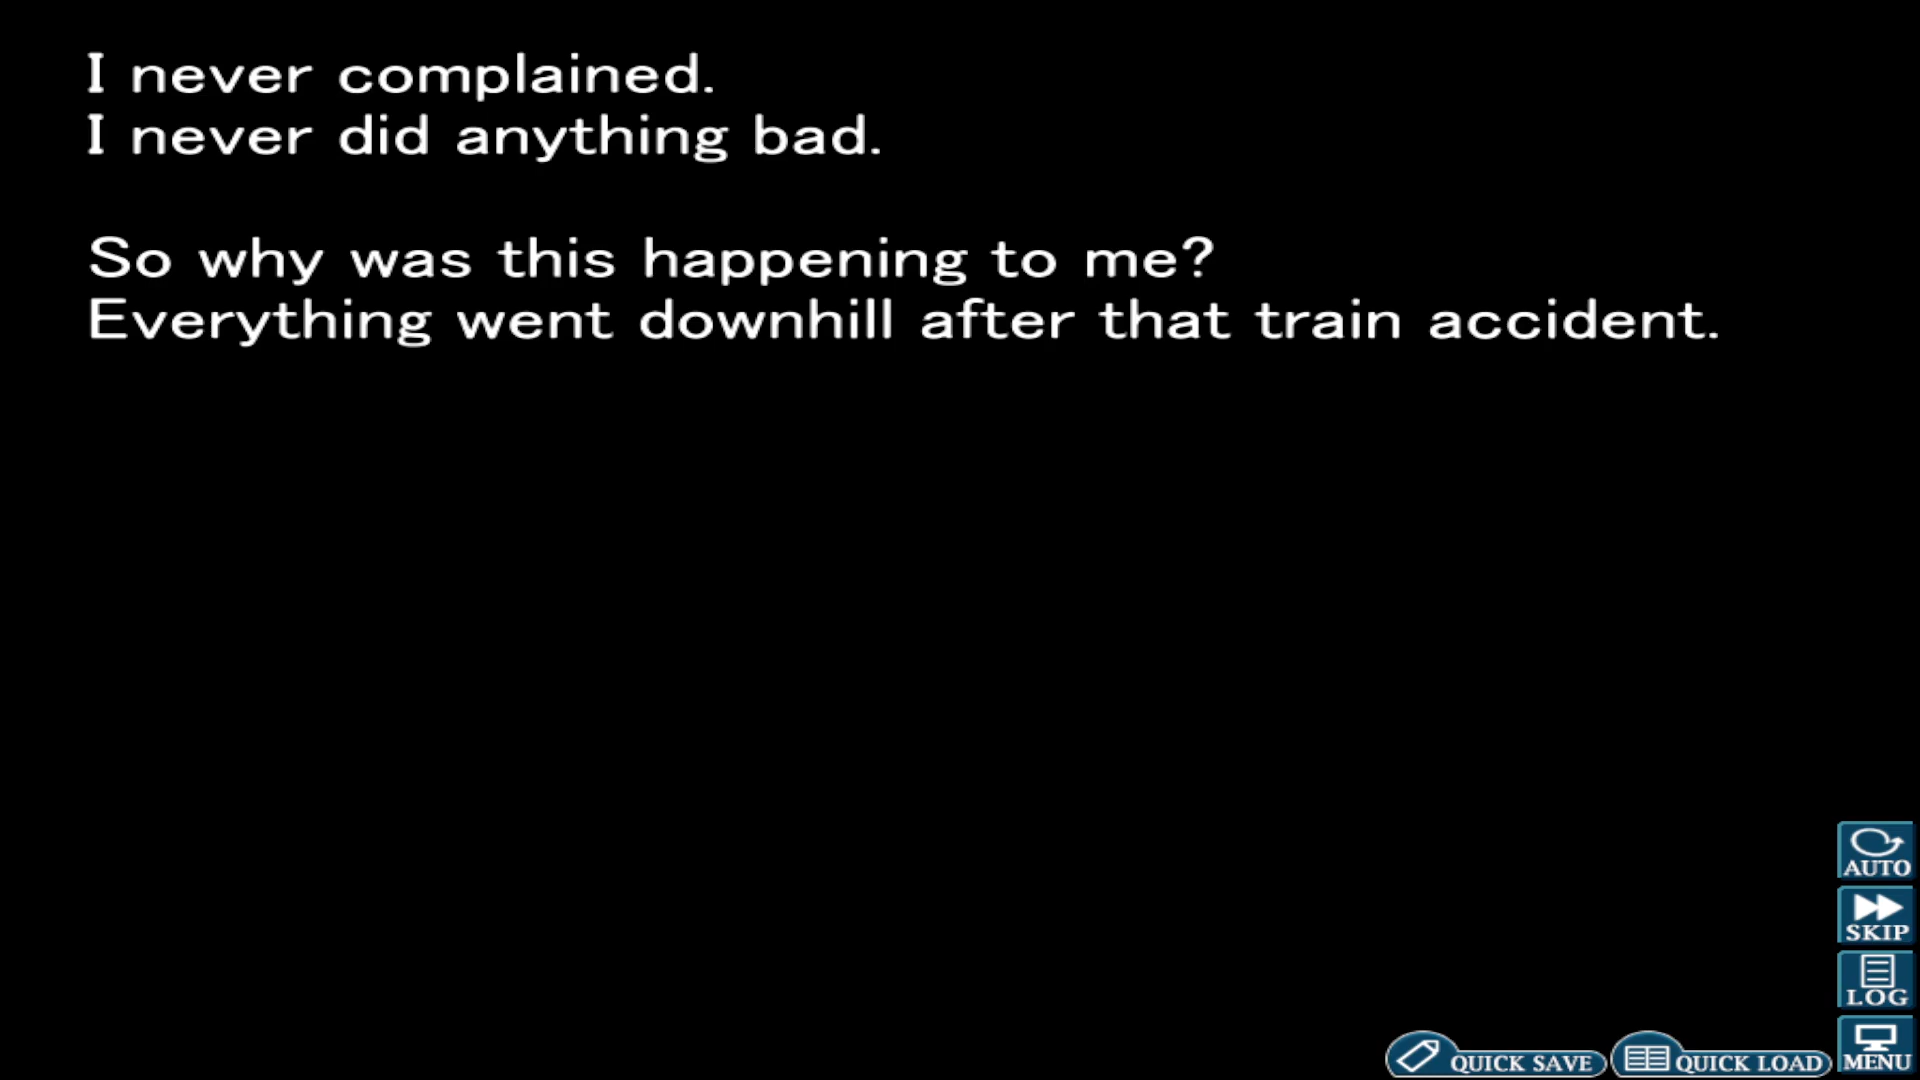 I never complained.
I never did anything bad.
So why was this happening to me?
Everything went downhill after that train accident.
AUTO
SKIP
LOG
QUICK SAVE
QUICK LOAD
MENU